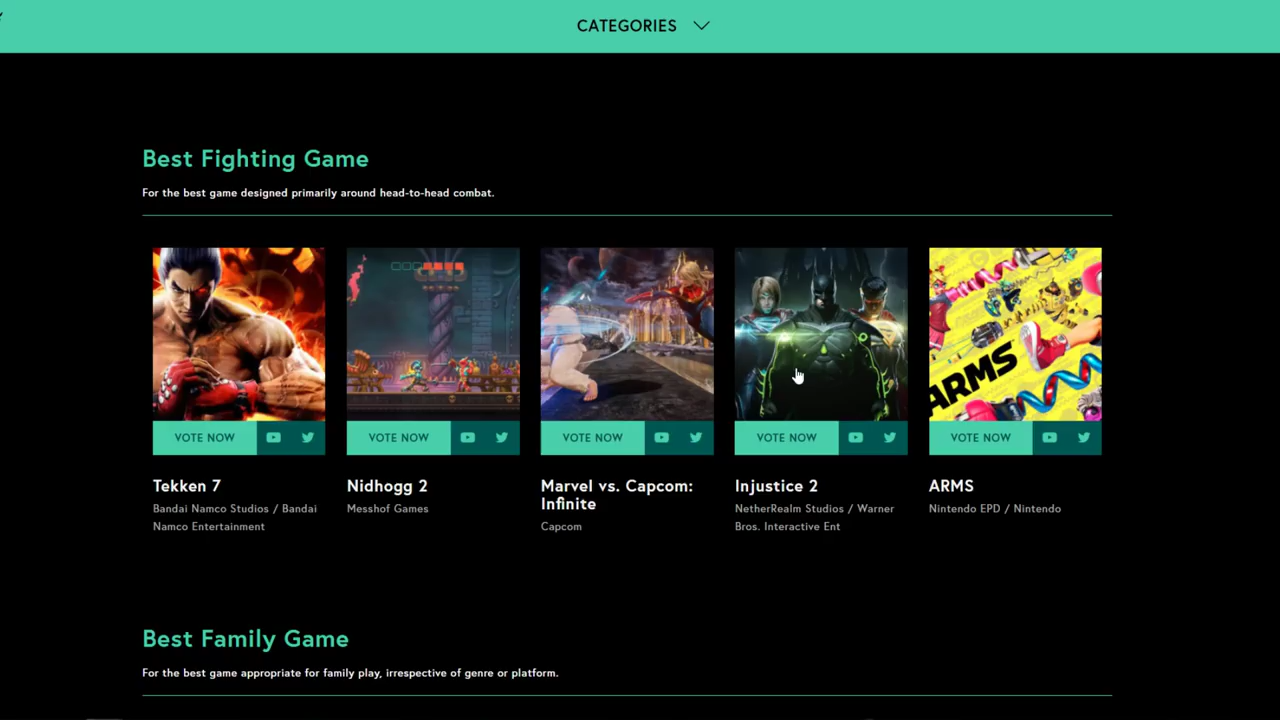 CATEGORIES
Best Fighting Game
For the best game designed primarily around head-to-head combat.
ARMS
VOTE NOW
VOTE NOW
VOTE NOW
VOTE NOW
VOTE NOW
Tekken 7
Bandai Namco Studios / Bandai
Namco Entertainment
Nidhogg 2
Messhof Games
Marvel vs. Capcom:
Infinite
Capcom
Injustice 2
NetherRealm Studios / Warner
Bros. Interactive Ent
ARMS
Nintendo EPD / Nintendo
Best Family Game
For the best game appropriate for family play, irrespective of genre or platform.